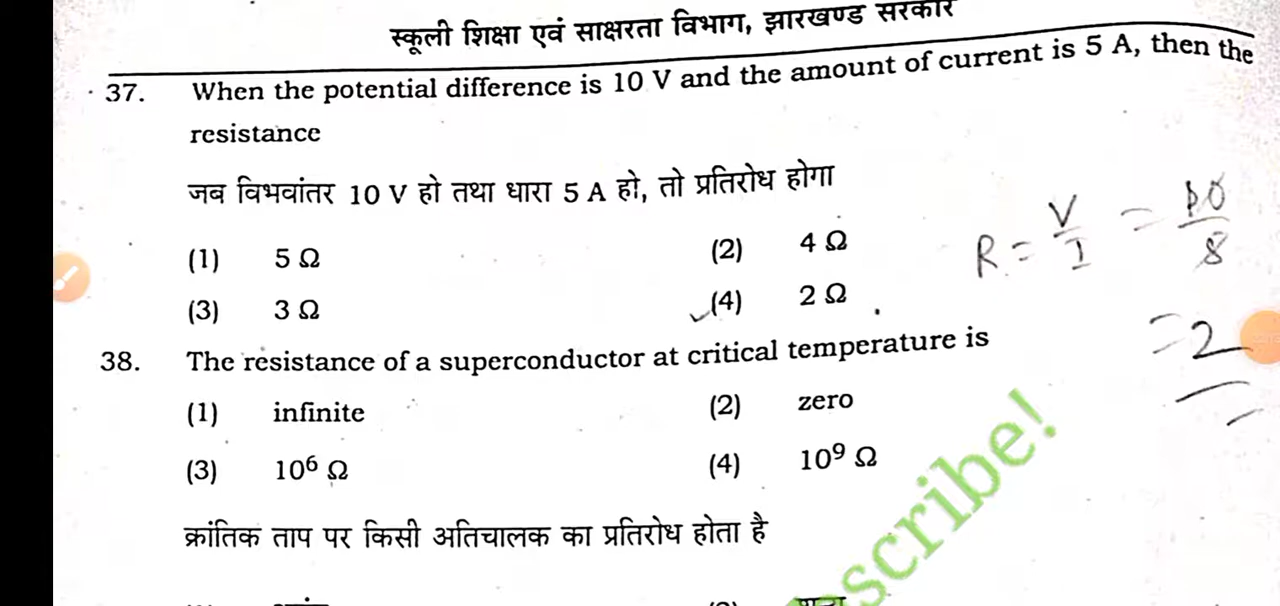 स्कूली शिक्षा एवं साक्षरता विभाग, झारखण्ड सरकार
37. When the potential difference is 10 V and the amount of current is 5 A, then the
resistance
जब विभवांतर 10 V हो तथा धारा 5 A हो, तो प्रतिरोध होगा
(1) 5 Ω (2) 4 Ω
(3) 3 Ω (4) 2 Ω
R = V/I = 10/5
= 2
38. The resistance of a superconductor at critical temperature is
(1) infinite (2) zero
(3) 10⁶ Ω (4) 10⁹ Ω
क्रांतिक ताप पर किसी अतिचालक का प्रतिरोध होता है
scribe!